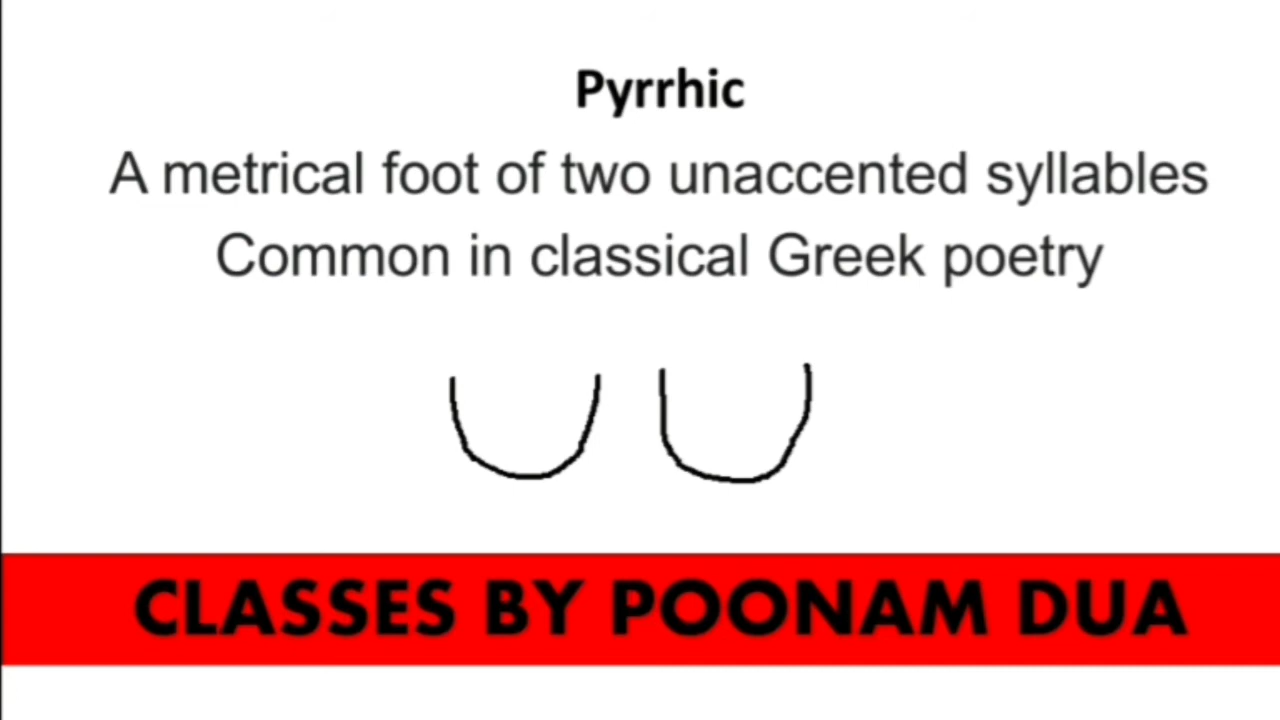 Pyrrhic
A metrical foot of two unaccented syllables
Common in classical Greek poetry
CLASSES BY POONAM DUA